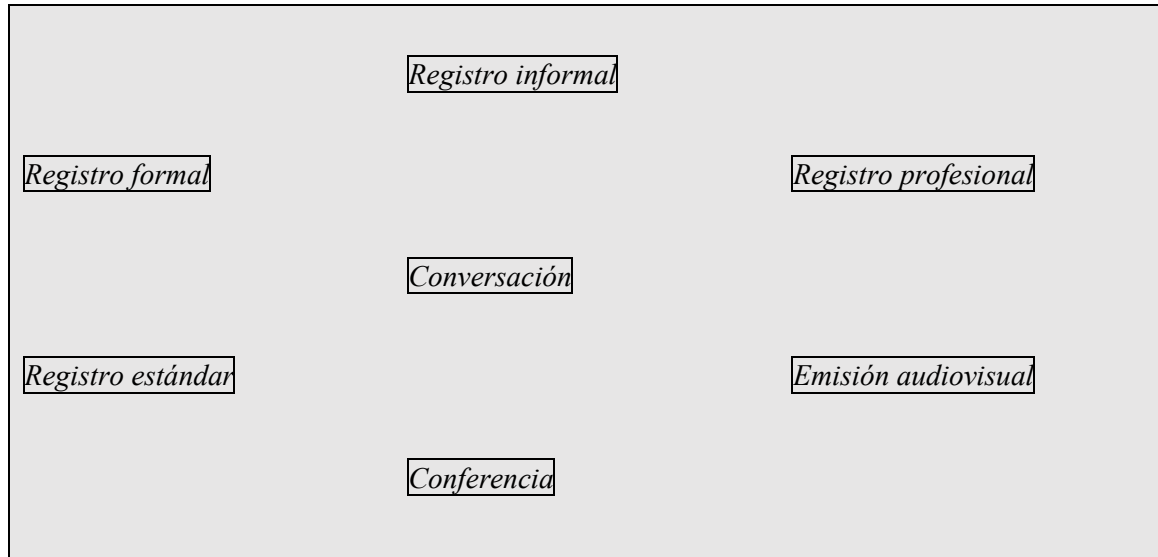 Registro informal
Registro formal
Registro profesional
Conversación
Registro estándar
Emisión audiovisual
Conferencia